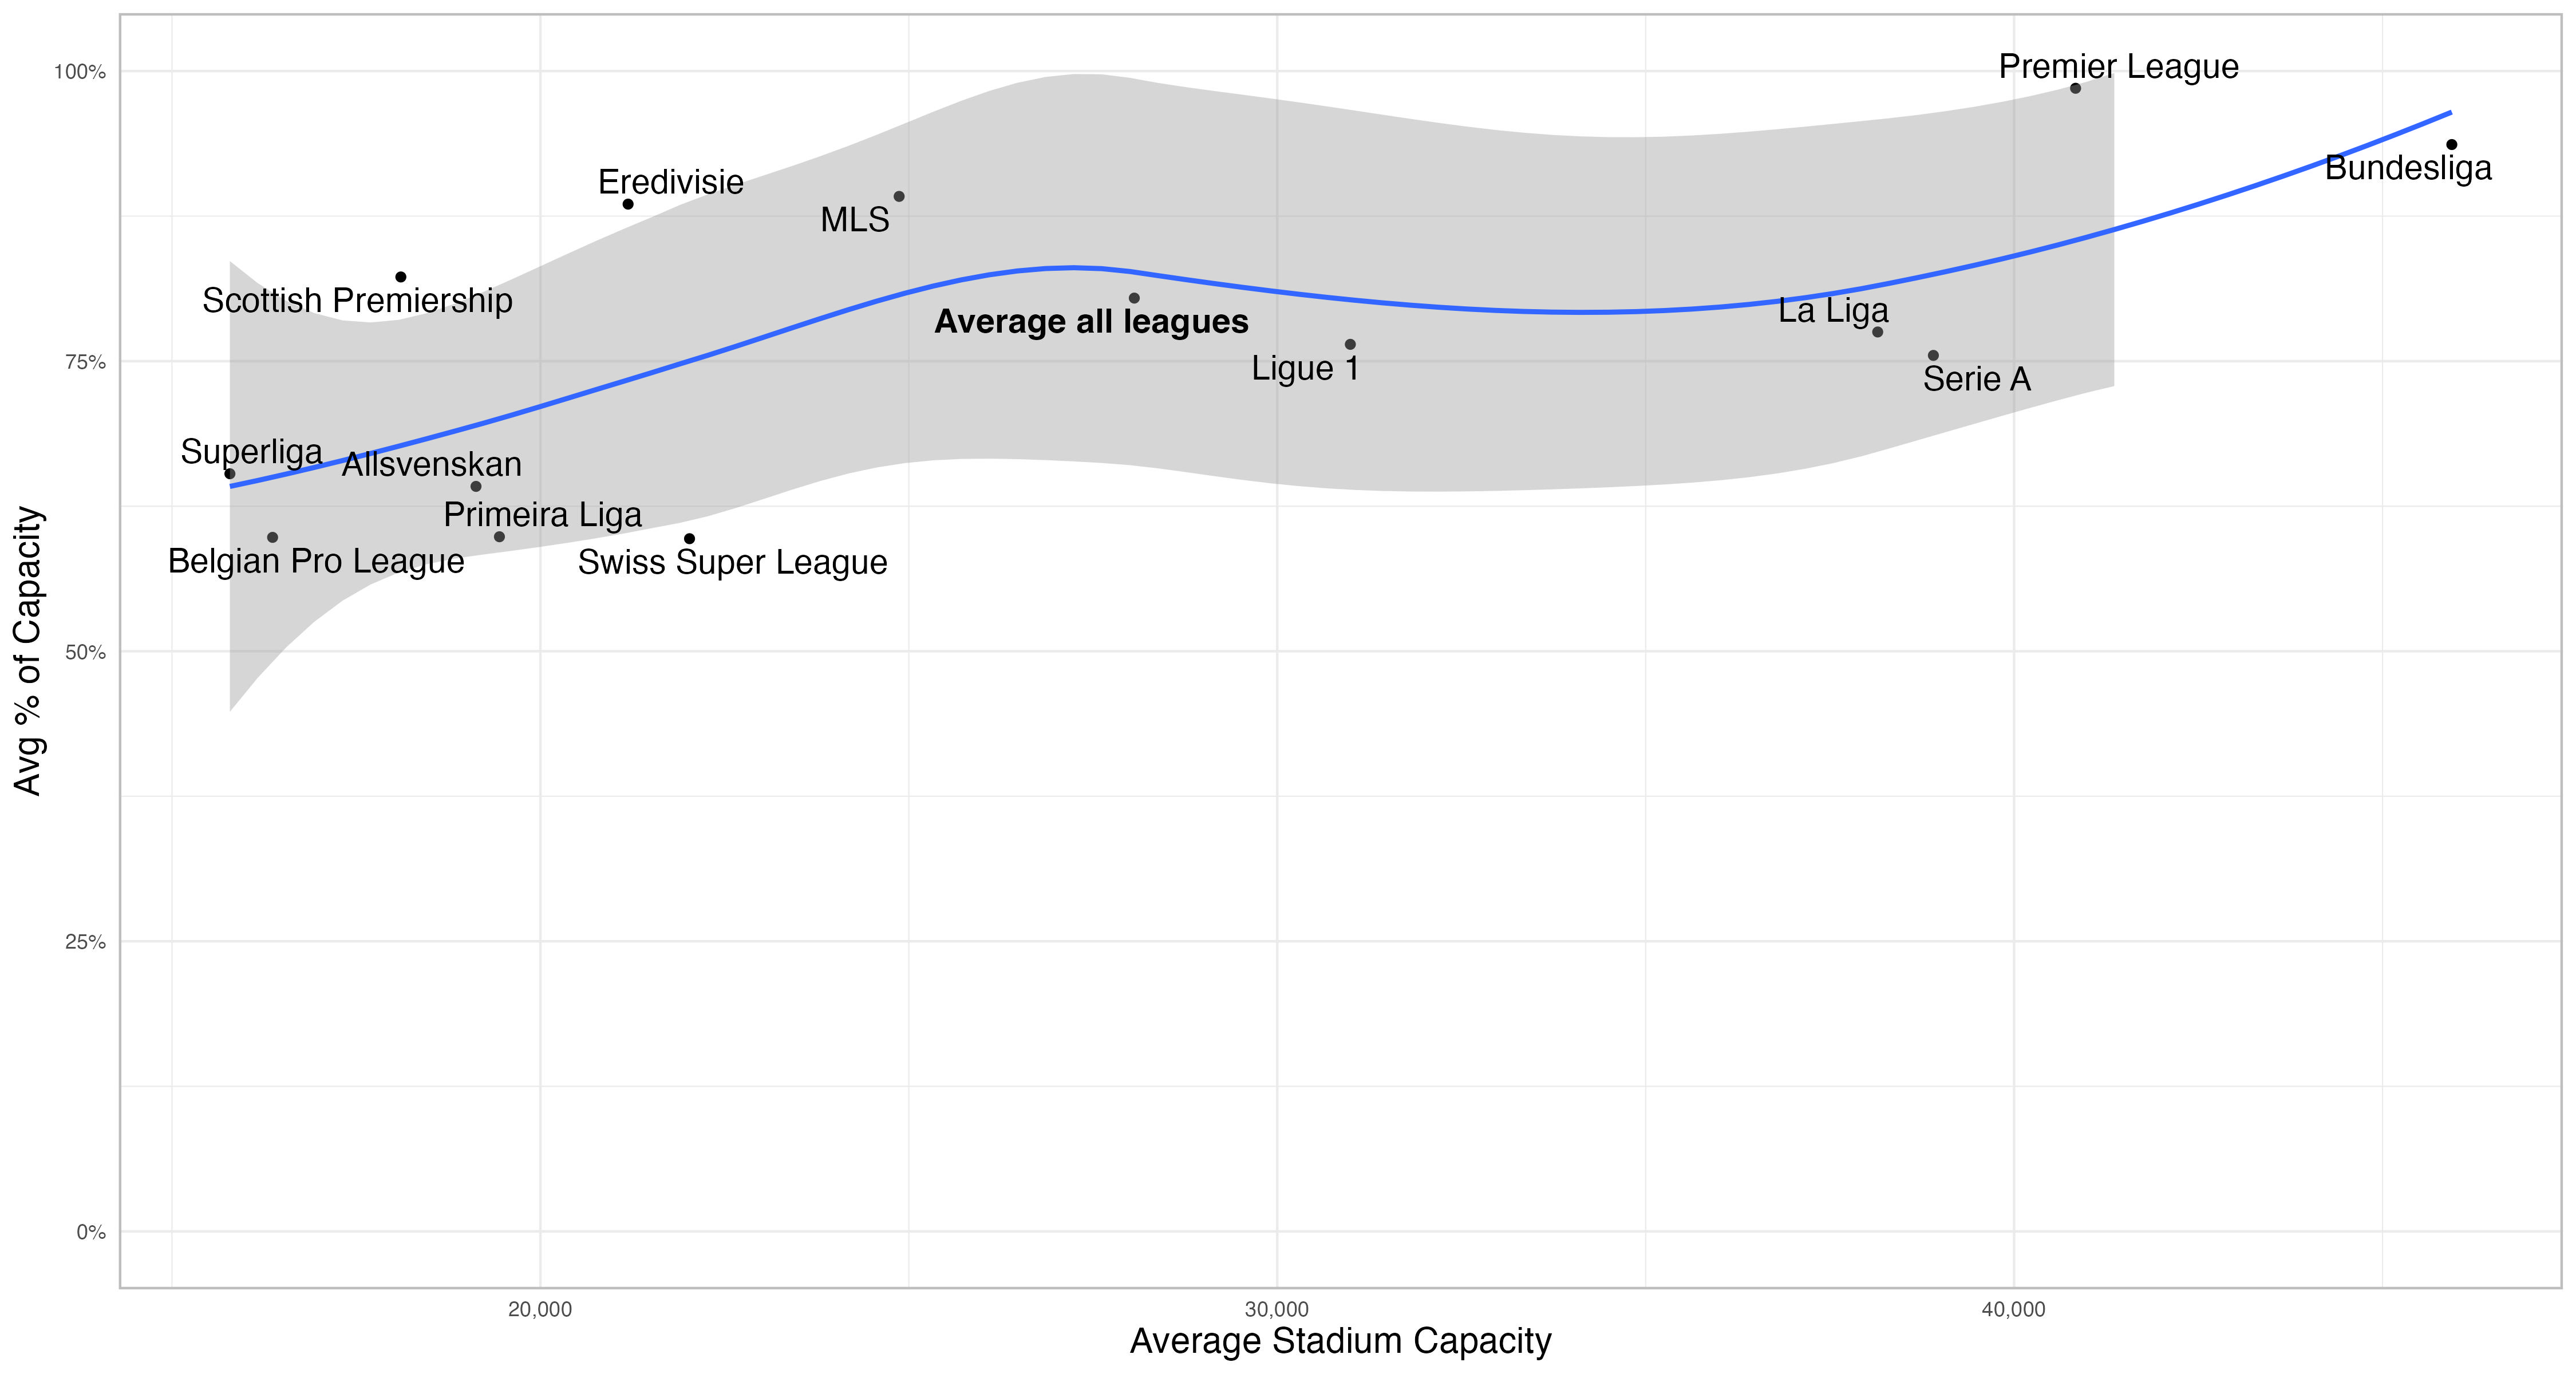 100%
75%
50%
25%
0%
Avg % of Capacity
Premier League
Bundesliga
Eredivisie
MLS
Scottish Premiership
Average all leagues
La Liga
Ligue 1
Serie A
Superliga
Allsvenskan
Primeira Liga
Belgian Pro League
Swiss Super League
20,000
30,000
40,000
Average Stadium Capacity